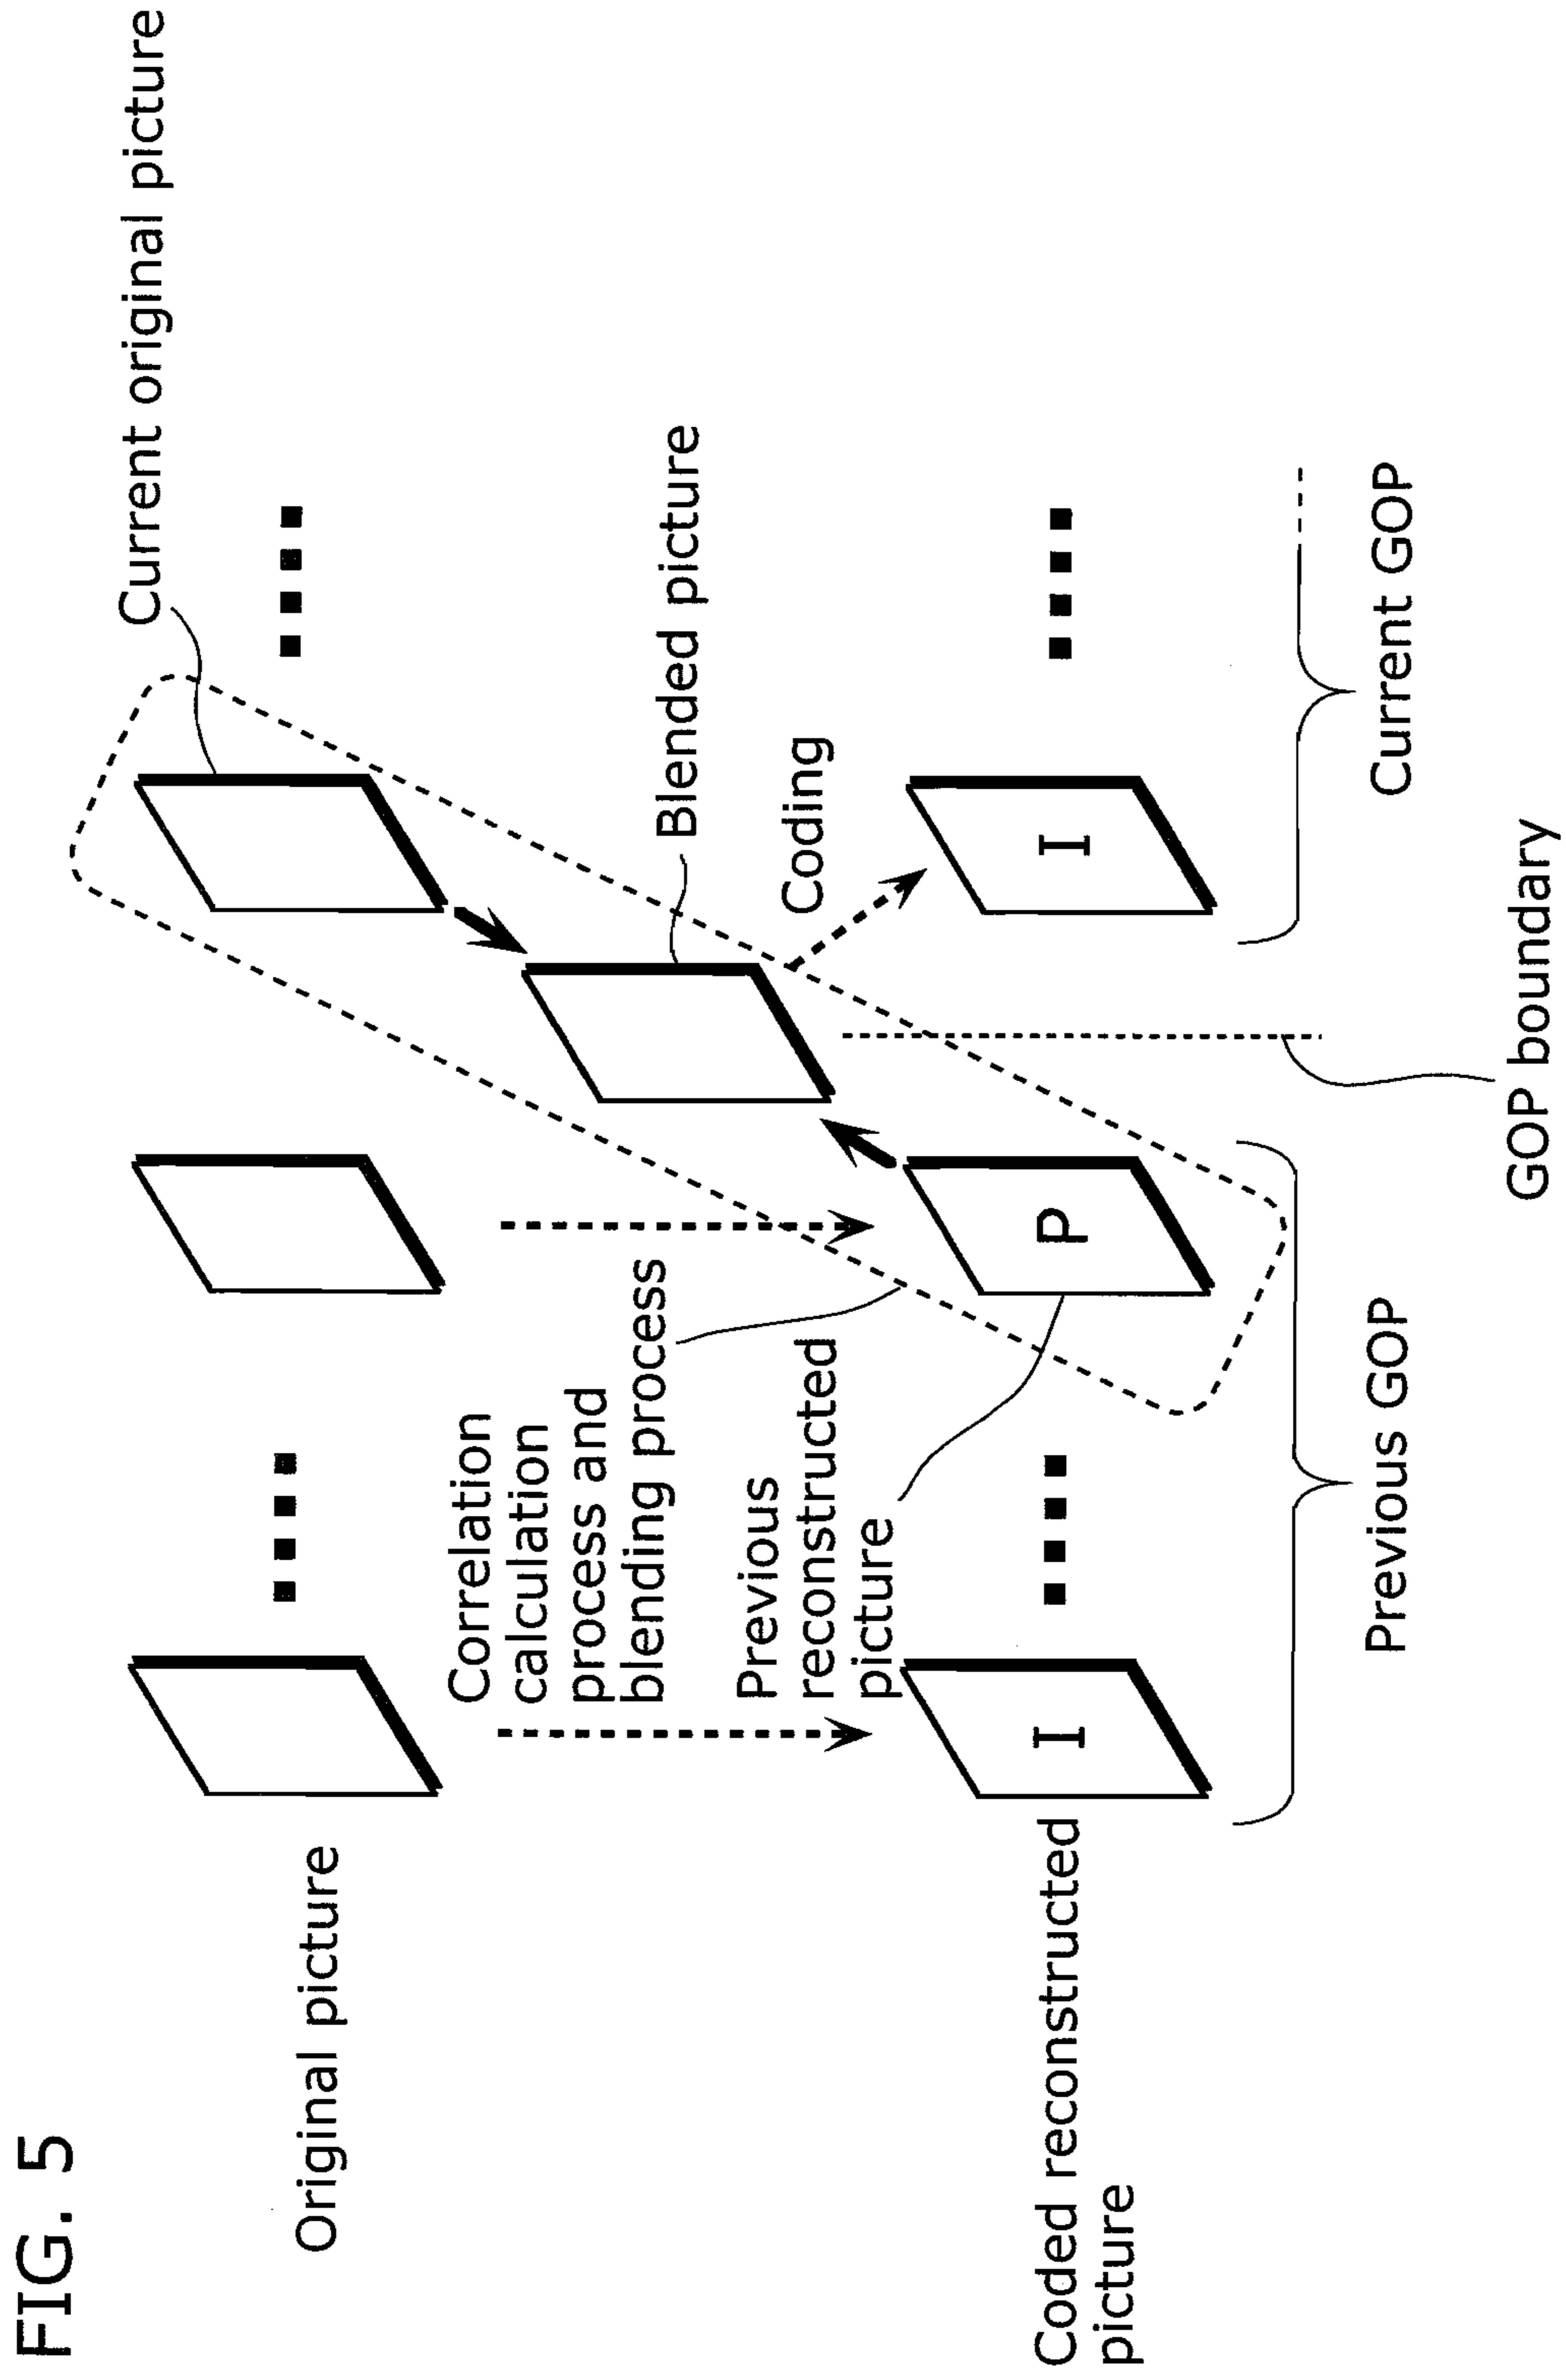 FIG. 5
Current original picture
Original picture
Correlation
calculation
process and
blending process
Blended picture
Previous
reconstructed
picture
Coding
P
I
I
Coded reconstructed
picture
Previous GOP
Current GOP
GOP boundary